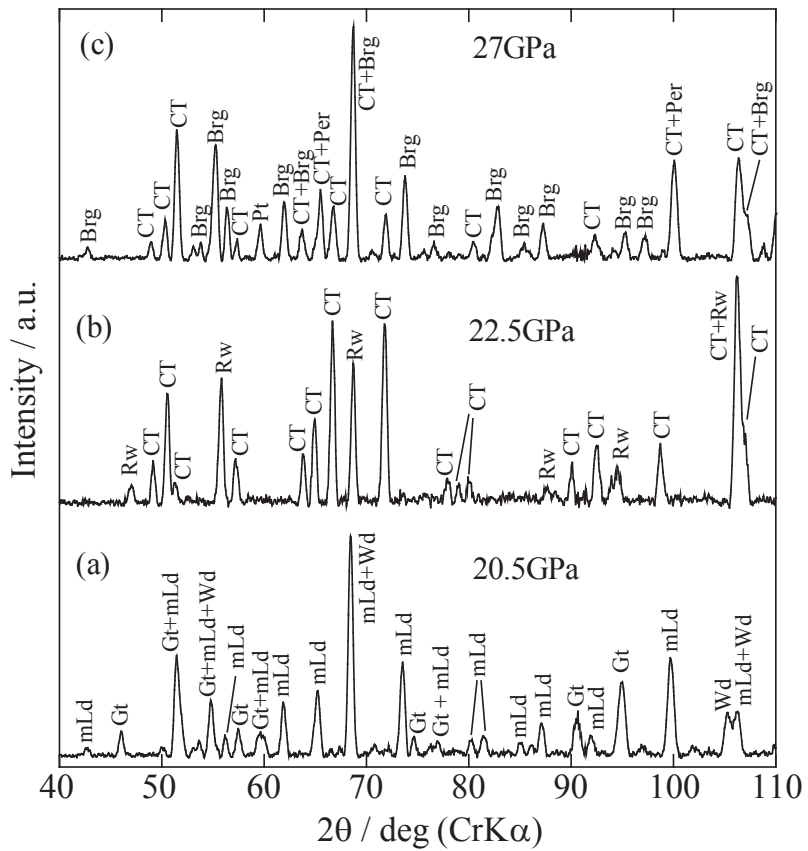 (c)
27GPa
Brg
CT
CT
CT
Brg
Brg
Brg
CT
Pt
Brg
CT+Brg
CT+Per
CT
CT+Brg
CT
Brg
Brg
CT
Brg
Brg
Brg
CT
Brg
Brg
CT+Per
CT
CT+Brg
(b)
22.5GPa
Rw
CT
CT
CT
Rw
CT
CT
CT
CT
Rw
CT
CT
CT
Rw
CT
CT
Rw
CT
CT+Rw
CT
(a)
20.5GPa
mLd
Gt
Gt+mLd
Gt+mLd+Wd
mLd
Gt
Gt+mLd
mLd
mLd
mLd+Wd
mLd
Gt
Gt + mLd
mLd
mLd
mLd
Gt
mLd
Gt
mLd
Wd
mLd+Wd
Intensity / a.u.
40 50 60 70 80 90 100 110
2θ / deg (CrKα)